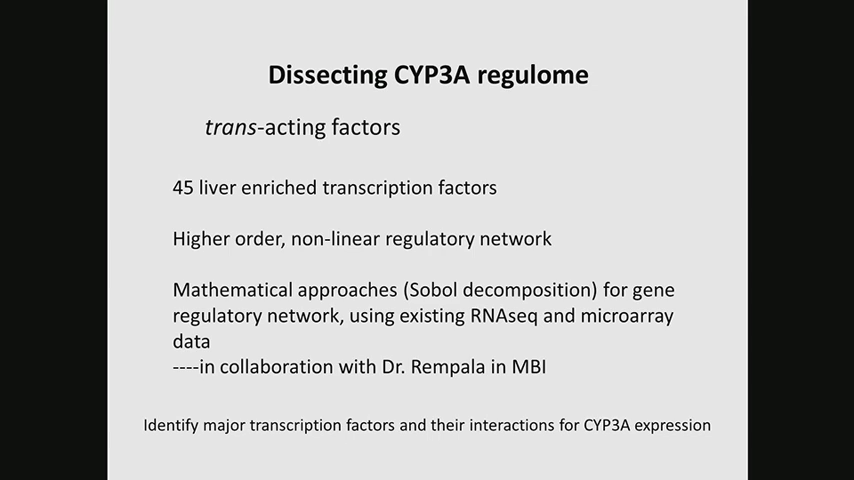 Dissecting CYP3A regulome
trans-acting factors
45 liver enriched transcription factors
Higher order, non-linear regulatory network
Mathematical approaches (Sobol decomposition) for gene
regulatory network, using existing RNAseq and microarray
data
----in collaboration with Dr. Rempala in MBI
Identify major transcription factors and their interactions for CYP3A expression